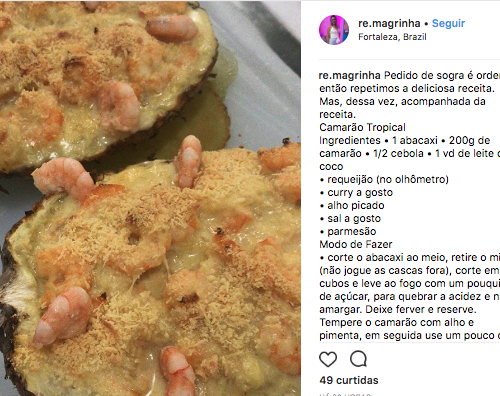 re.magrinha • Seguir
Fortaleza, Brazil
re.magrinha Pedido de sogra é order
então repetimos a deliciosa receita.
Mas, dessa vez, acompanhada da
receita.
Camarão Tropical
Ingredientes • 1 abacaxi • 200g de
camarão • 1/2 cebola • 1 vd de leite
coco
• requeijão (no olhômetro)
• curry a gosto
• alho picado
• sal a gosto
• parmesão
Modo de Fazer
• corte o abacaxi ao meio, retire o mi
(não jogue as cascas fora), corte em
cubos e leve ao fogo com um pouqui
de açúcar, para quebrar a acidez e n
amargar. Deixe ferver e reserve.
Tempere o camarão com alho e
pimenta, em seguida use um pouco
49 curtidas